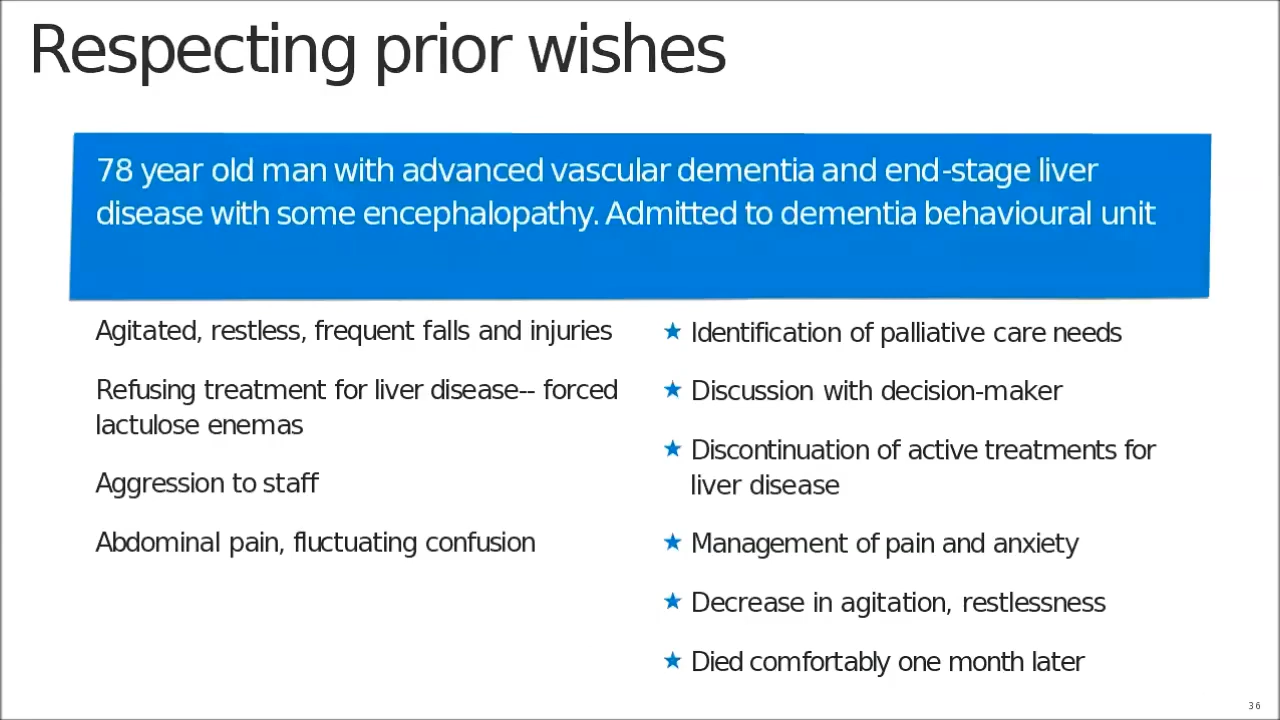 Respecting prior wishes
78 year old man with advanced vascular dementia and end-stage liver
disease with some encephalopathy. Admitted to dementia behavioural unit
Agitated, restless, frequent falls and injuries
Refusing treatment for liver disease-- forced
lactulose enemas
Aggression to staff
Abdominal pain, fluctuating confusion
★ Identification of palliative care needs
★ Discussion with decision-maker
★ Discontinuation of active treatments for
liver disease
★ Management of pain and anxiety
★ Decrease in agitation, restlessness
★ Died comfortably one month later
36